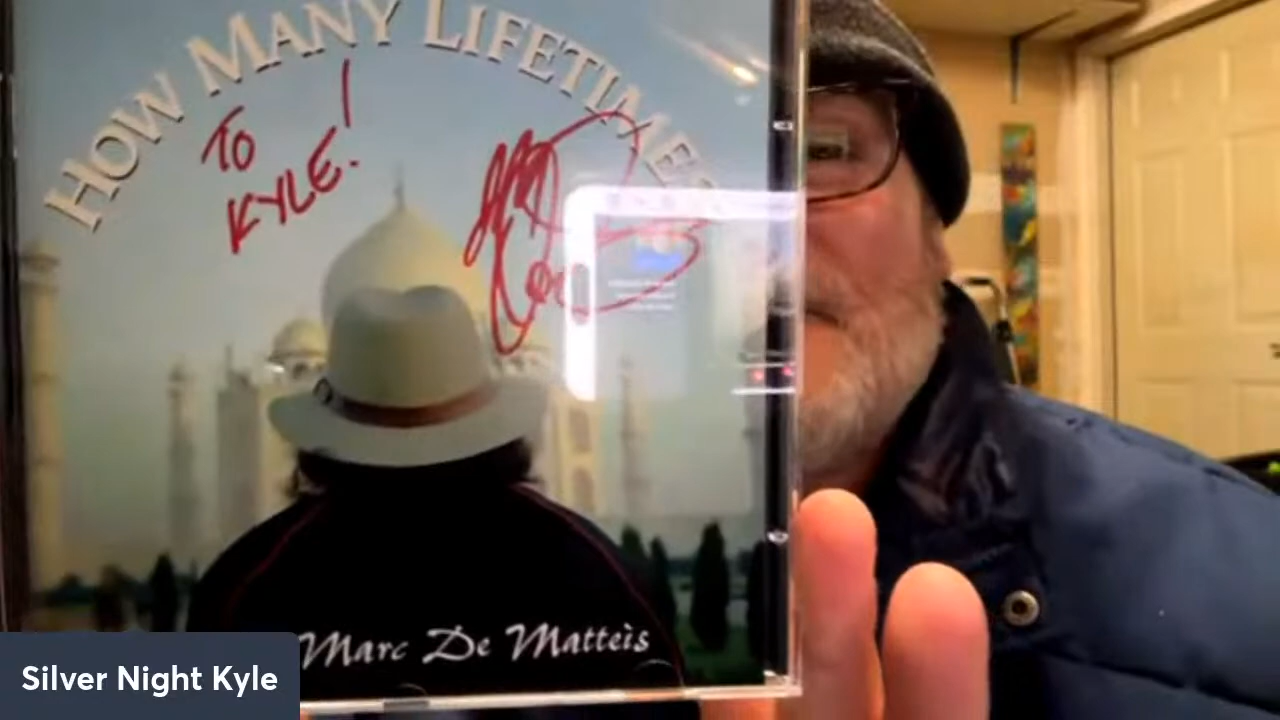 HOW MANY LIFETIMES
TO
KYLE!
Marc De Matteis
Silver Night Kyle